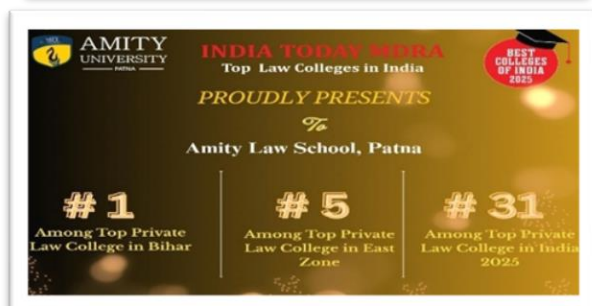 AMITY
UNIVERSITY
PATNA
INDIA TODAY MDRA
Top Law Colleges in India
BEST
COLLEGES
OF INDIA
2025
PROUDLY PRESENTS
To
Amity Law School, Patna
# 1
Among Top Private
Law College in Bihar
# 5
Among Top Private
Law College in East
Zone
# 31
Among Top Private
Law College in India
2025